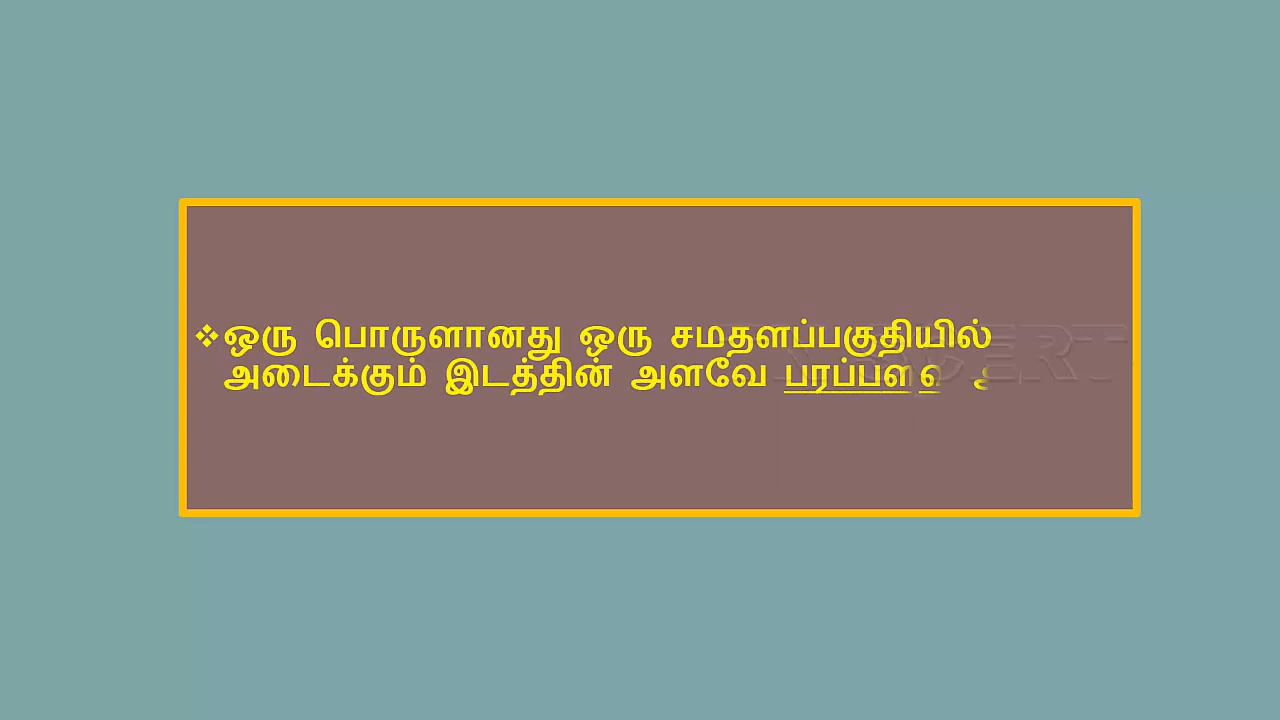 ❖ஒரு பொருளானது ஒரு சமதளப்பகுதியில்
அடைக்கும் இடத்தின் அளவே